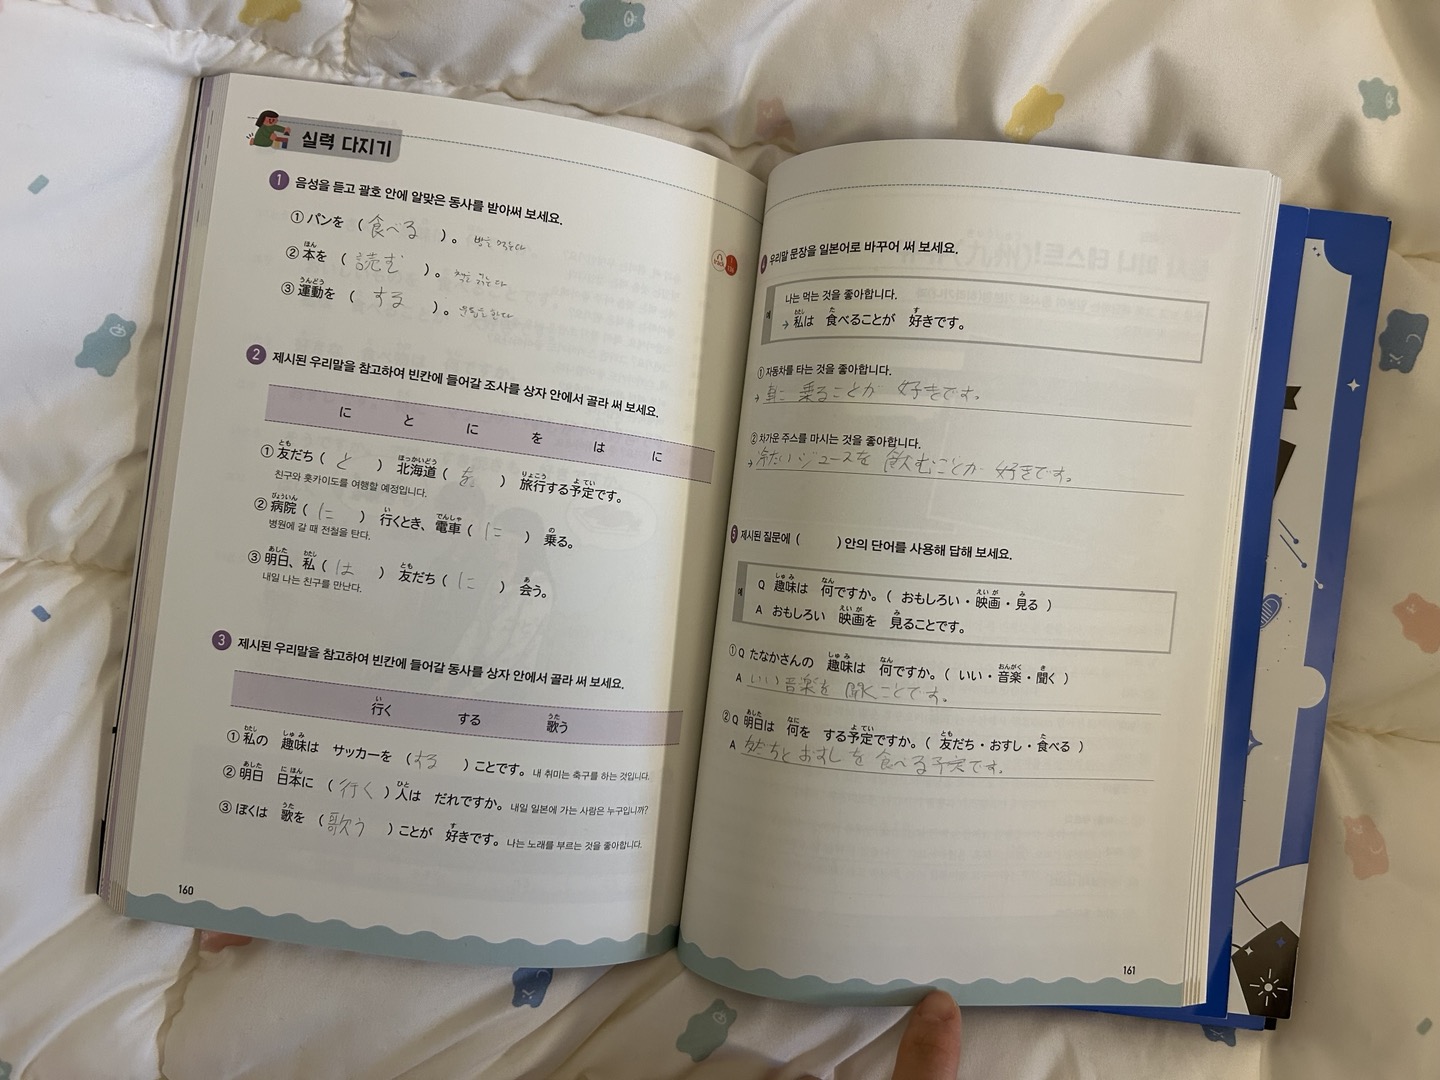 실력 다지기
1 음성을 듣고 괄호 안에 알맞은 동사를 받아써 보세요.
① パンを ( 食べる )。 빵을 먹는다
② 本を ( 読む )。 책을 읽는다
③ 運動を ( する )。 운동을 한다
2 제시된 우리말을 참고하여 빈칸에 들어갈 조사를 상자 안에서 골라 써 보세요.
に と に を は に
① 友だち ( と ) 北海道 ( を ) 旅行する予定です。
친구와 홋카이도를 여행할 예정입니다.
② 病院 ( に ) 行くとき、電車 ( に ) 乗る。
병원에 갈 때 전철을 탄다.
③ 明日、私 ( は ) 友だち ( に ) 会う。
내일 나는 친구를 만난다.
3 제시된 우리말을 참고하여 빈칸에 들어갈 동사를 상자 안에서 골라 써 보세요.
行く する 歌う
① 私の 趣味は サッカーを ( する ) ことです。 내 취미는 축구를 하는 것입니다.
② 明日 日本に ( 行く ) 人は だれですか。 내일 일본에 가는 사람은 누구입니까?
③ ぼくは 歌を ( 歌う ) ことが 好きです。 나는 노래를 부르는 것을 좋아합니다.
160
4 우리말 문장을 일본어로 바꾸어 써 보세요.
예 나는 먹는 것을 좋아합니다.
→ 私は 食べることが 好きです。
① 자동차를 타는 것을 좋아합니다.
→ 車に 乗ることが 好きです。
② 차가운 주스를 마시는 것을 좋아합니다.
→ 冷たいジュースを 飲むことが 好きです。
5 제시된 질문에 ( ) 안의 단어를 사용해 답해 보세요.
예 Q 趣味は 何ですか。( おもしろい・映画・見る )
A おもしろい 映画を 見ることです。
① Q たなかさんの 趣味は 何ですか。( いい・音楽・聞く )
A いい音楽を 聞くことです。
② Q 明日は 何を する予定ですか。( 友だち・おすし・食べる )
A 友だちと おすしを 食べる予定です。
161